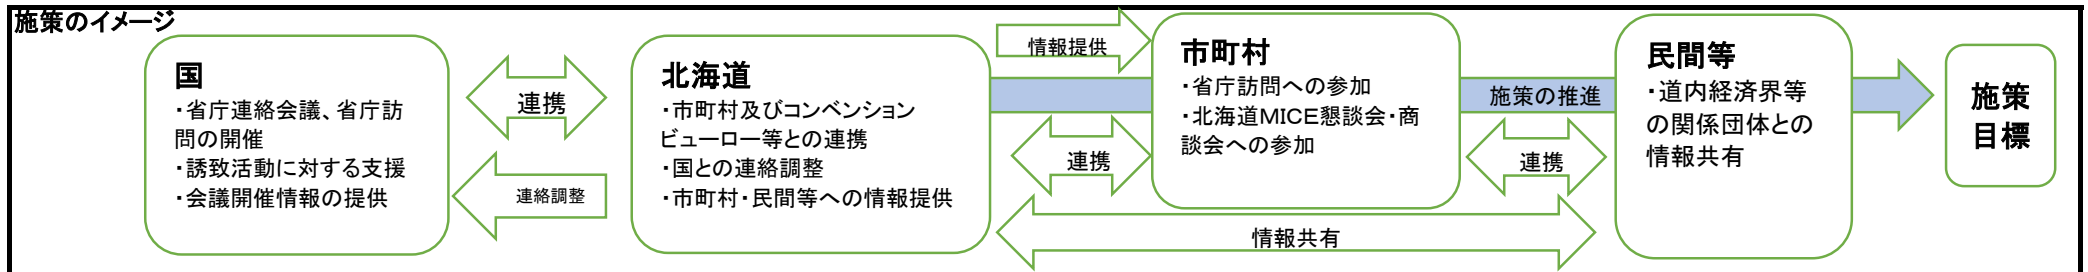 施策のイメージ
国
・省庁連絡会議、省庁訪
問の開催
・誘致活動に対する支援
・会議開催情報の提供
連携
連絡調整
北海道
・市町村及びコンベンション
ビューロー等との連携
・国との連絡調整
・市町村・民間等への情報提供
情報提供
連携
情報共有
市町村
・省庁訪問への参加
・北海道MICE懇談会・商
談会への参加
施策の推進
連携
民間等
・道内経済界等
の関係団体との
情報共有
施策
目標